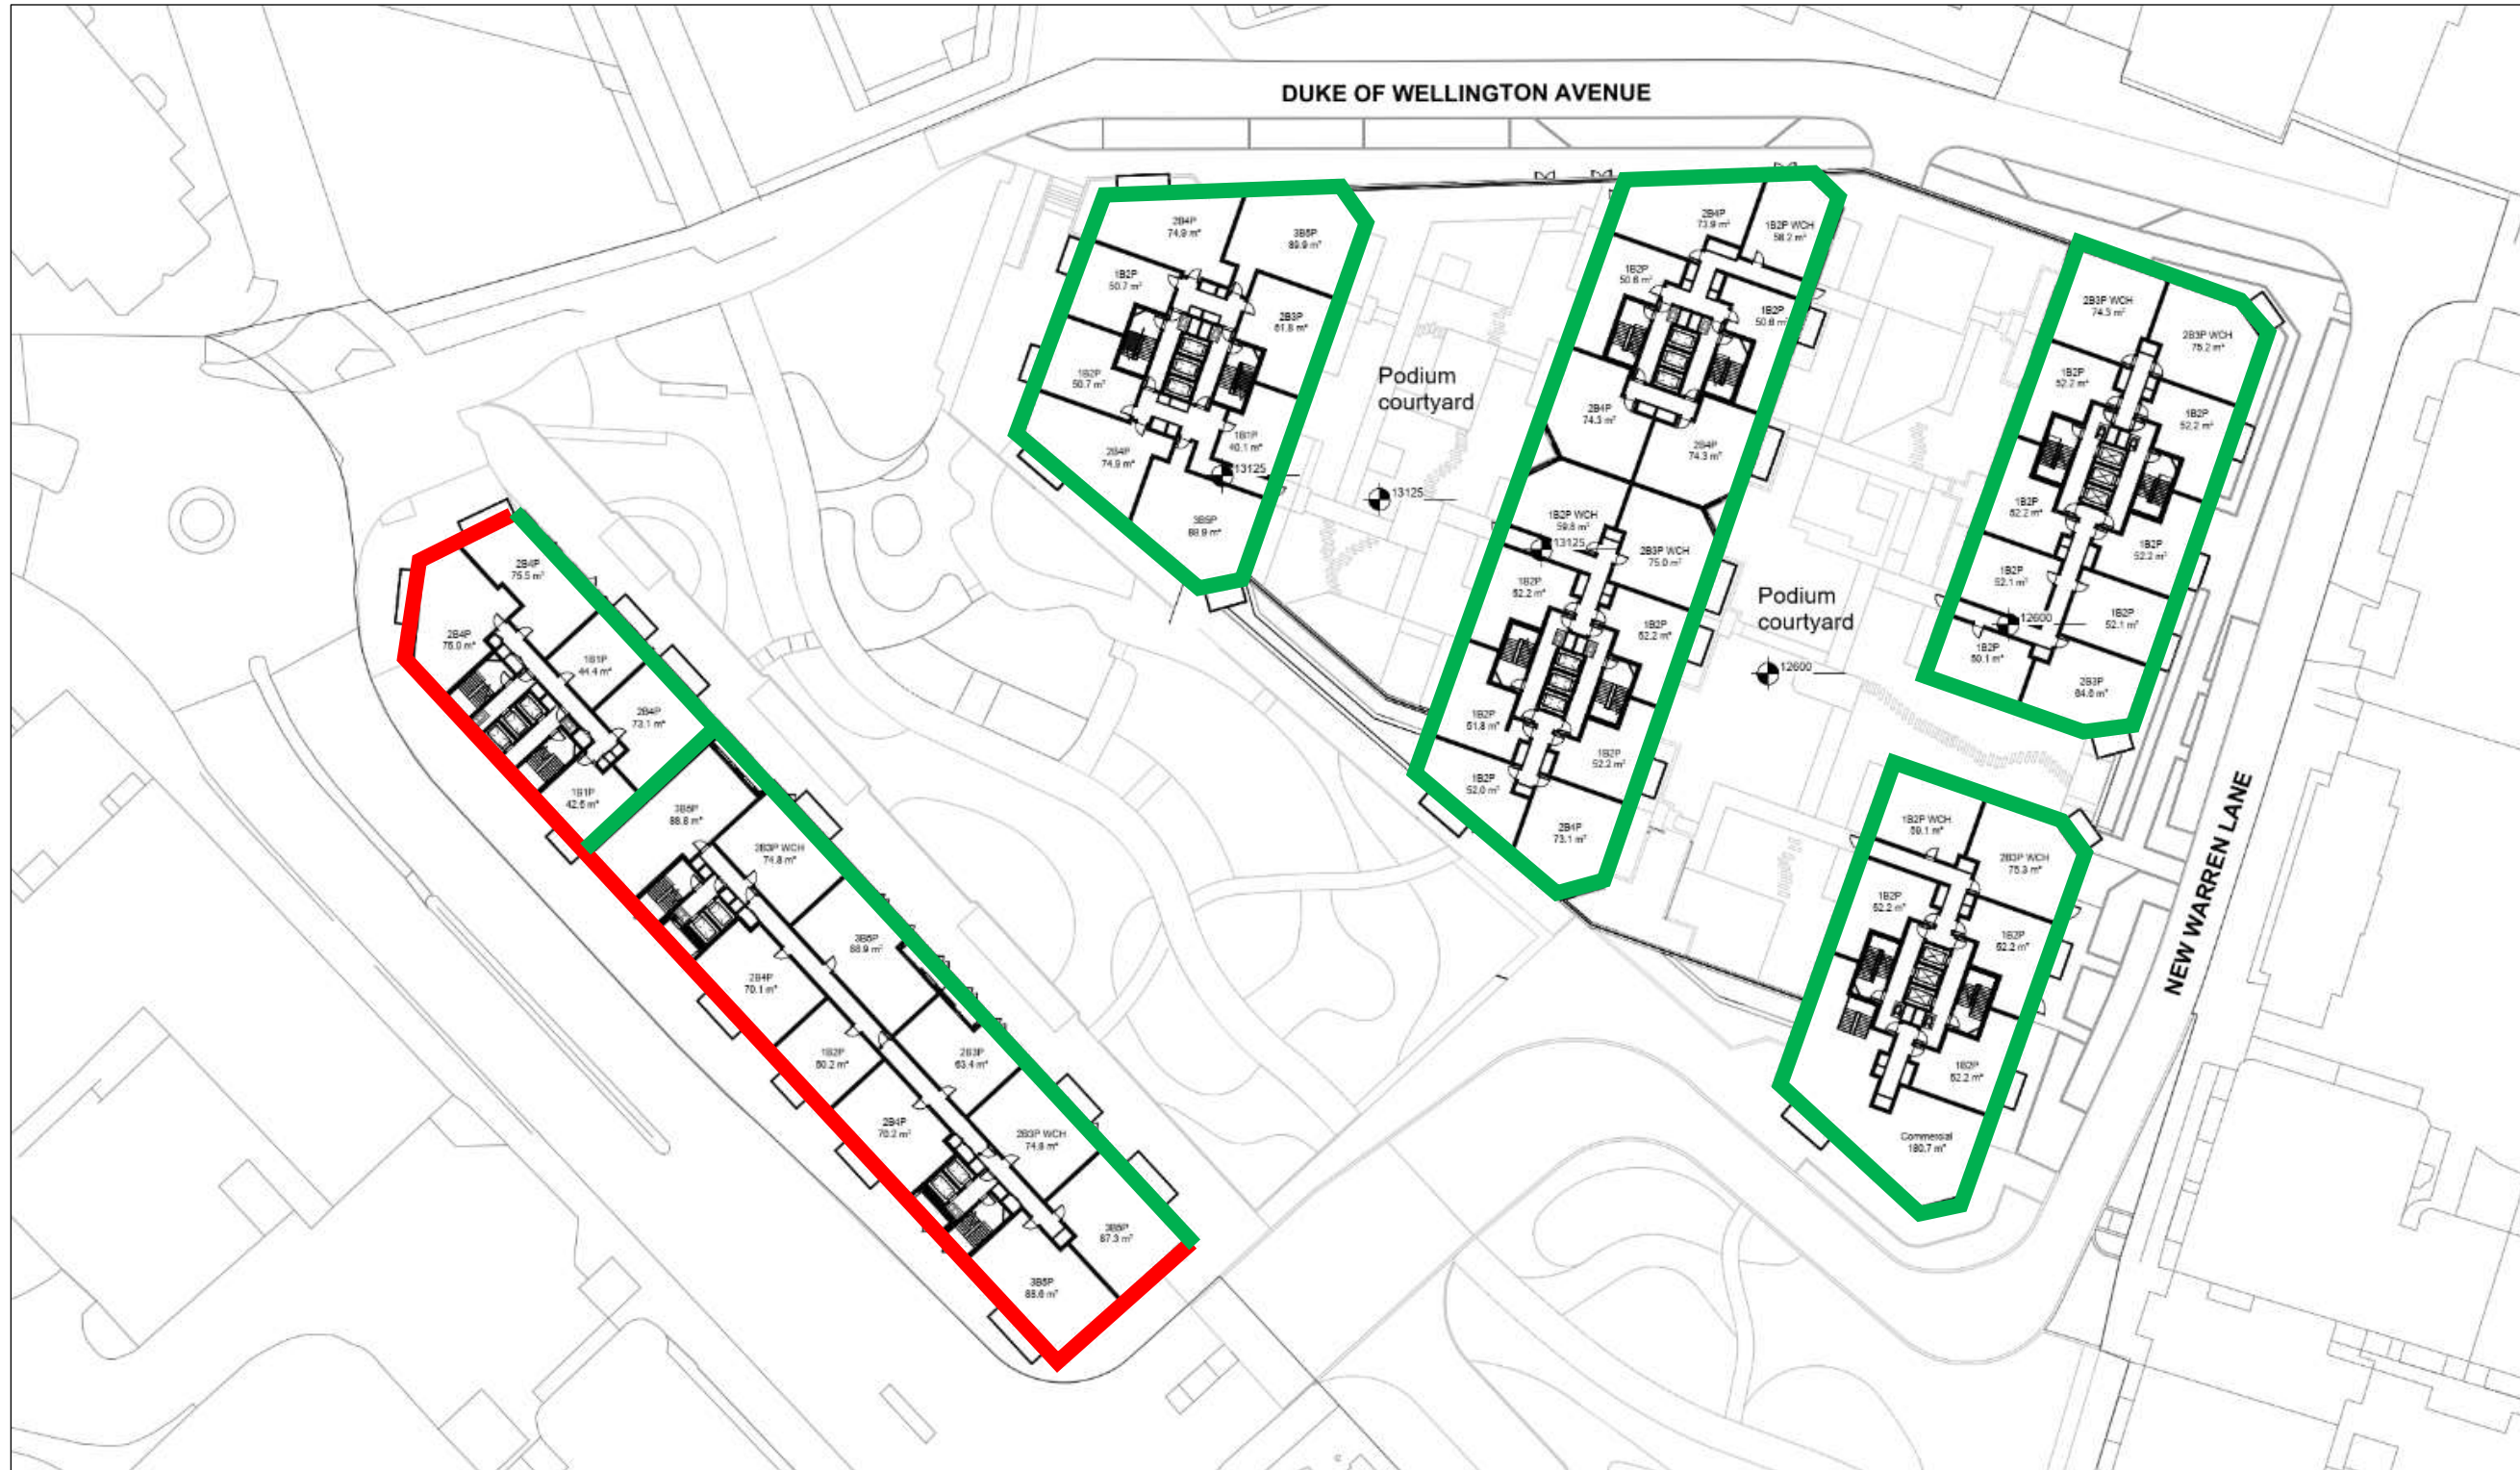 DUKE OF WELLINGTON AVENUE
2B4P
74.9 m²
3B5P
89.9 m²
1B2P
50.7 m²
2B3P
61.8 m²
1B2P
50.7 m²
1B1P
40.1 m²
2B4P
74.9 m²
13125
3B5P
88.9 m²
Podium
courtyard
13125
2B4P
73.9 m²
1B2P WCH
58.2 m²
1B2P
50.6 m²
1B2P
50.6 m²
2B4P
74.3 m²
2B4P
74.3 m²
1B2P WCH
59.8 m²
13125
2B3P WCH
75.0 m²
1B2P
52.2 m²
1B2P
52.2 m²
1B2P
51.8 m²
1B2P
52.2 m²
1B2P
52.0 m²
2B4P
73.1 m²
Podium
courtyard
12600
2B3P WCH
74.3 m²
2B3P WCH
75.2 m²
1B2P
52.2 m²
1B2P
52.2 m²
1B2P
52.2 m²
1B2P
52.2 m²
1B2P
52.1 m²
1B2P
52.1 m²
12600
1B2P
50.1 m²
2B3P
64.6 m²
NEW WARREN LANE
1B2P WCH
59.1 m²
2B3P WCH
75.3 m²
1B2P
52.2 m²
1B2P
52.2 m²
1B2P
52.2 m²
Commercial
180.7 m²
2B4P
75.5 m²
2B4P
75.0 m²
1B1P
44.4 m²
2B4P
73.1 m²
1B1P
42.6 m²
3B5P
88.8 m²
2B3P WCH
74.8 m²
3B5P
88.9 m²
2B4P
70.1 m²
2B3P
63.4 m²
1B2P
50.2 m²
2B4P
70.2 m²
2B3P WCH
74.8 m²
3B5P
87.3 m²
3B5P
88.6 m²